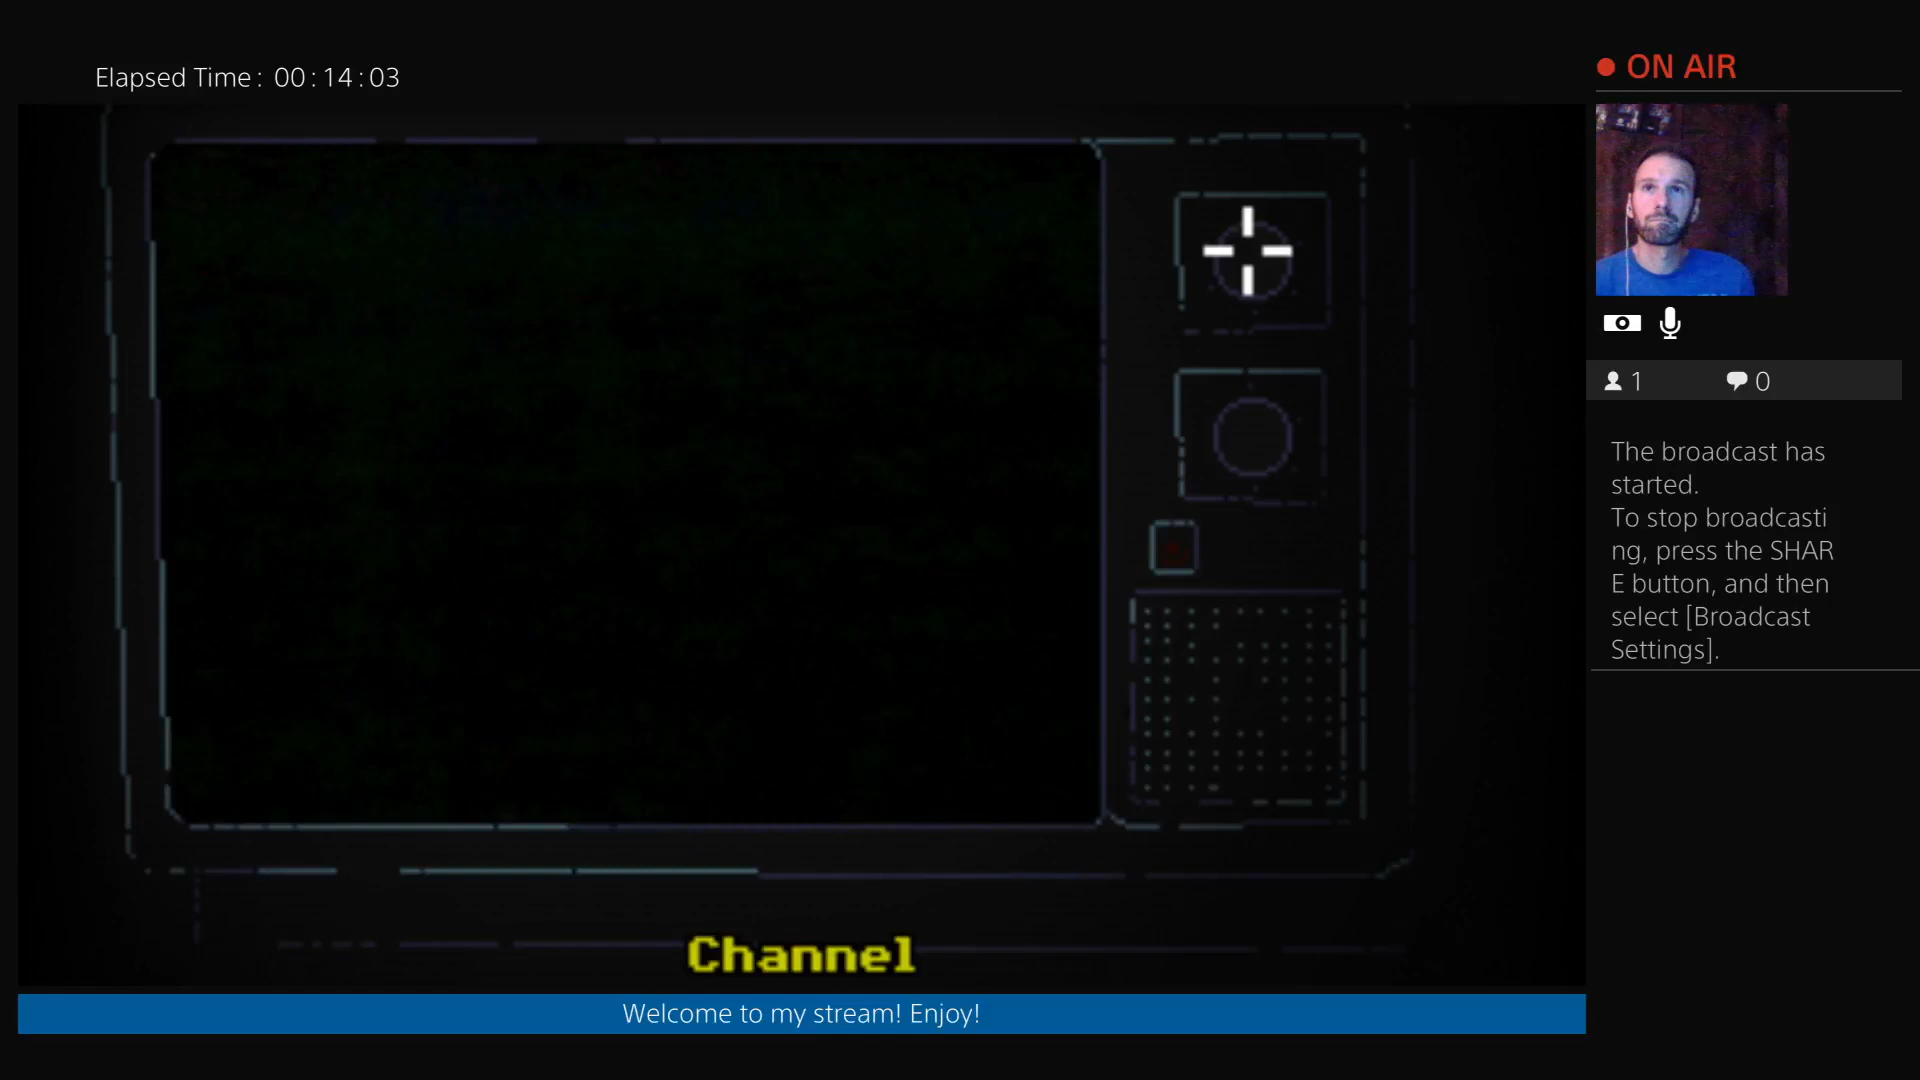 Elapsed Time: 00:14:03
ON AIR
1
0
The broadcast has
started.
To stop broadcasti
ng, press the SHAR
E button, and then
select [Broadcast
Settings].
Channel
Welcome to my stream! Enjoy!